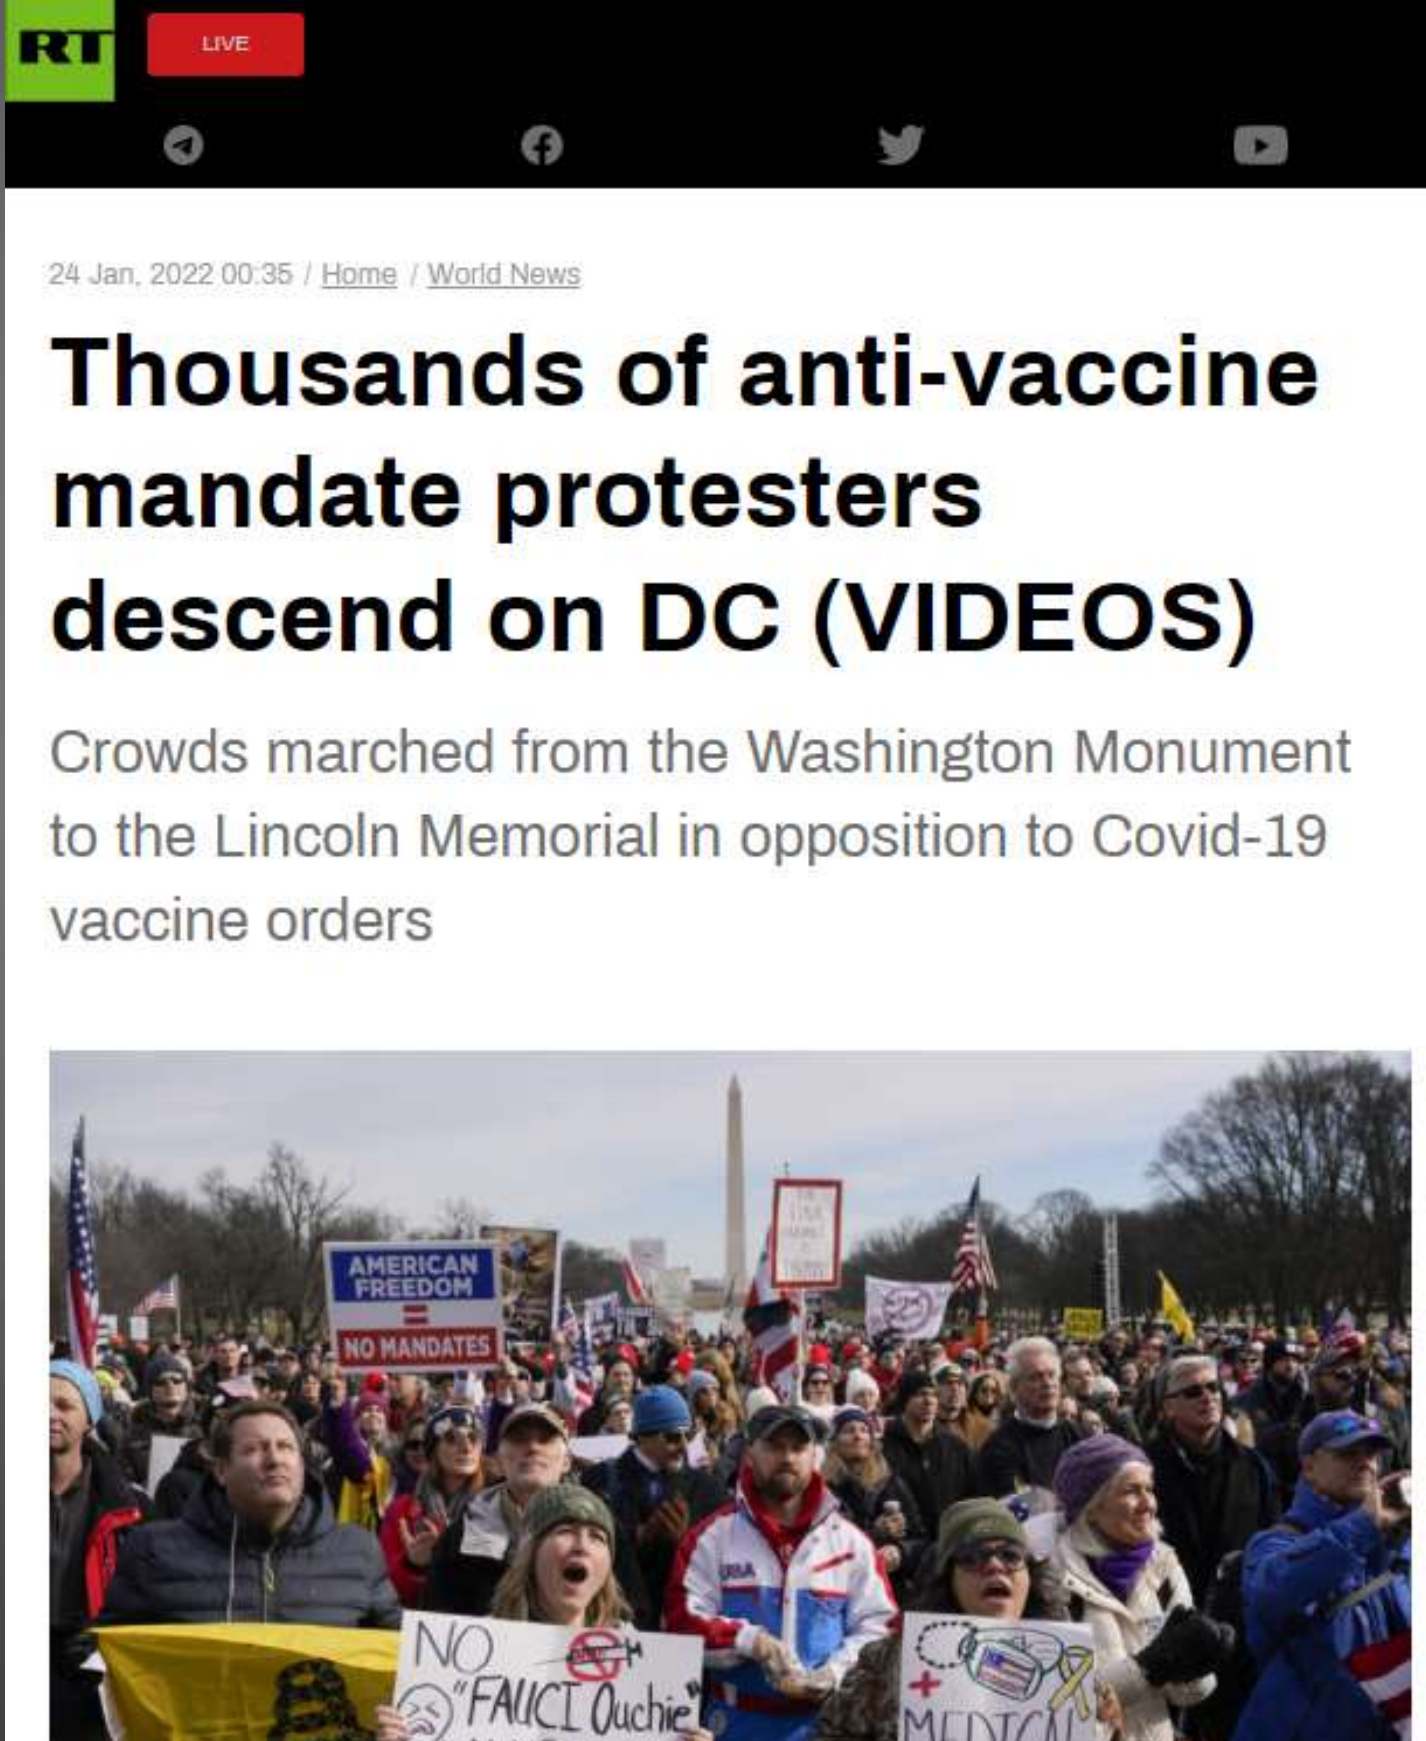 RT
LIVE
24 Jan, 2022 00:35 / Home / World News
Thousands of anti-vaccine
mandate protesters
descend on DC (VIDEOS)
Crowds marched from the Washington Monument
to the Lincoln Memorial in opposition to Covid-19
vaccine orders
AMERICAN
FREEDOM
=
NO MANDATES
USA
NO
"FAUCI Ouchie"
+
MEDICAL